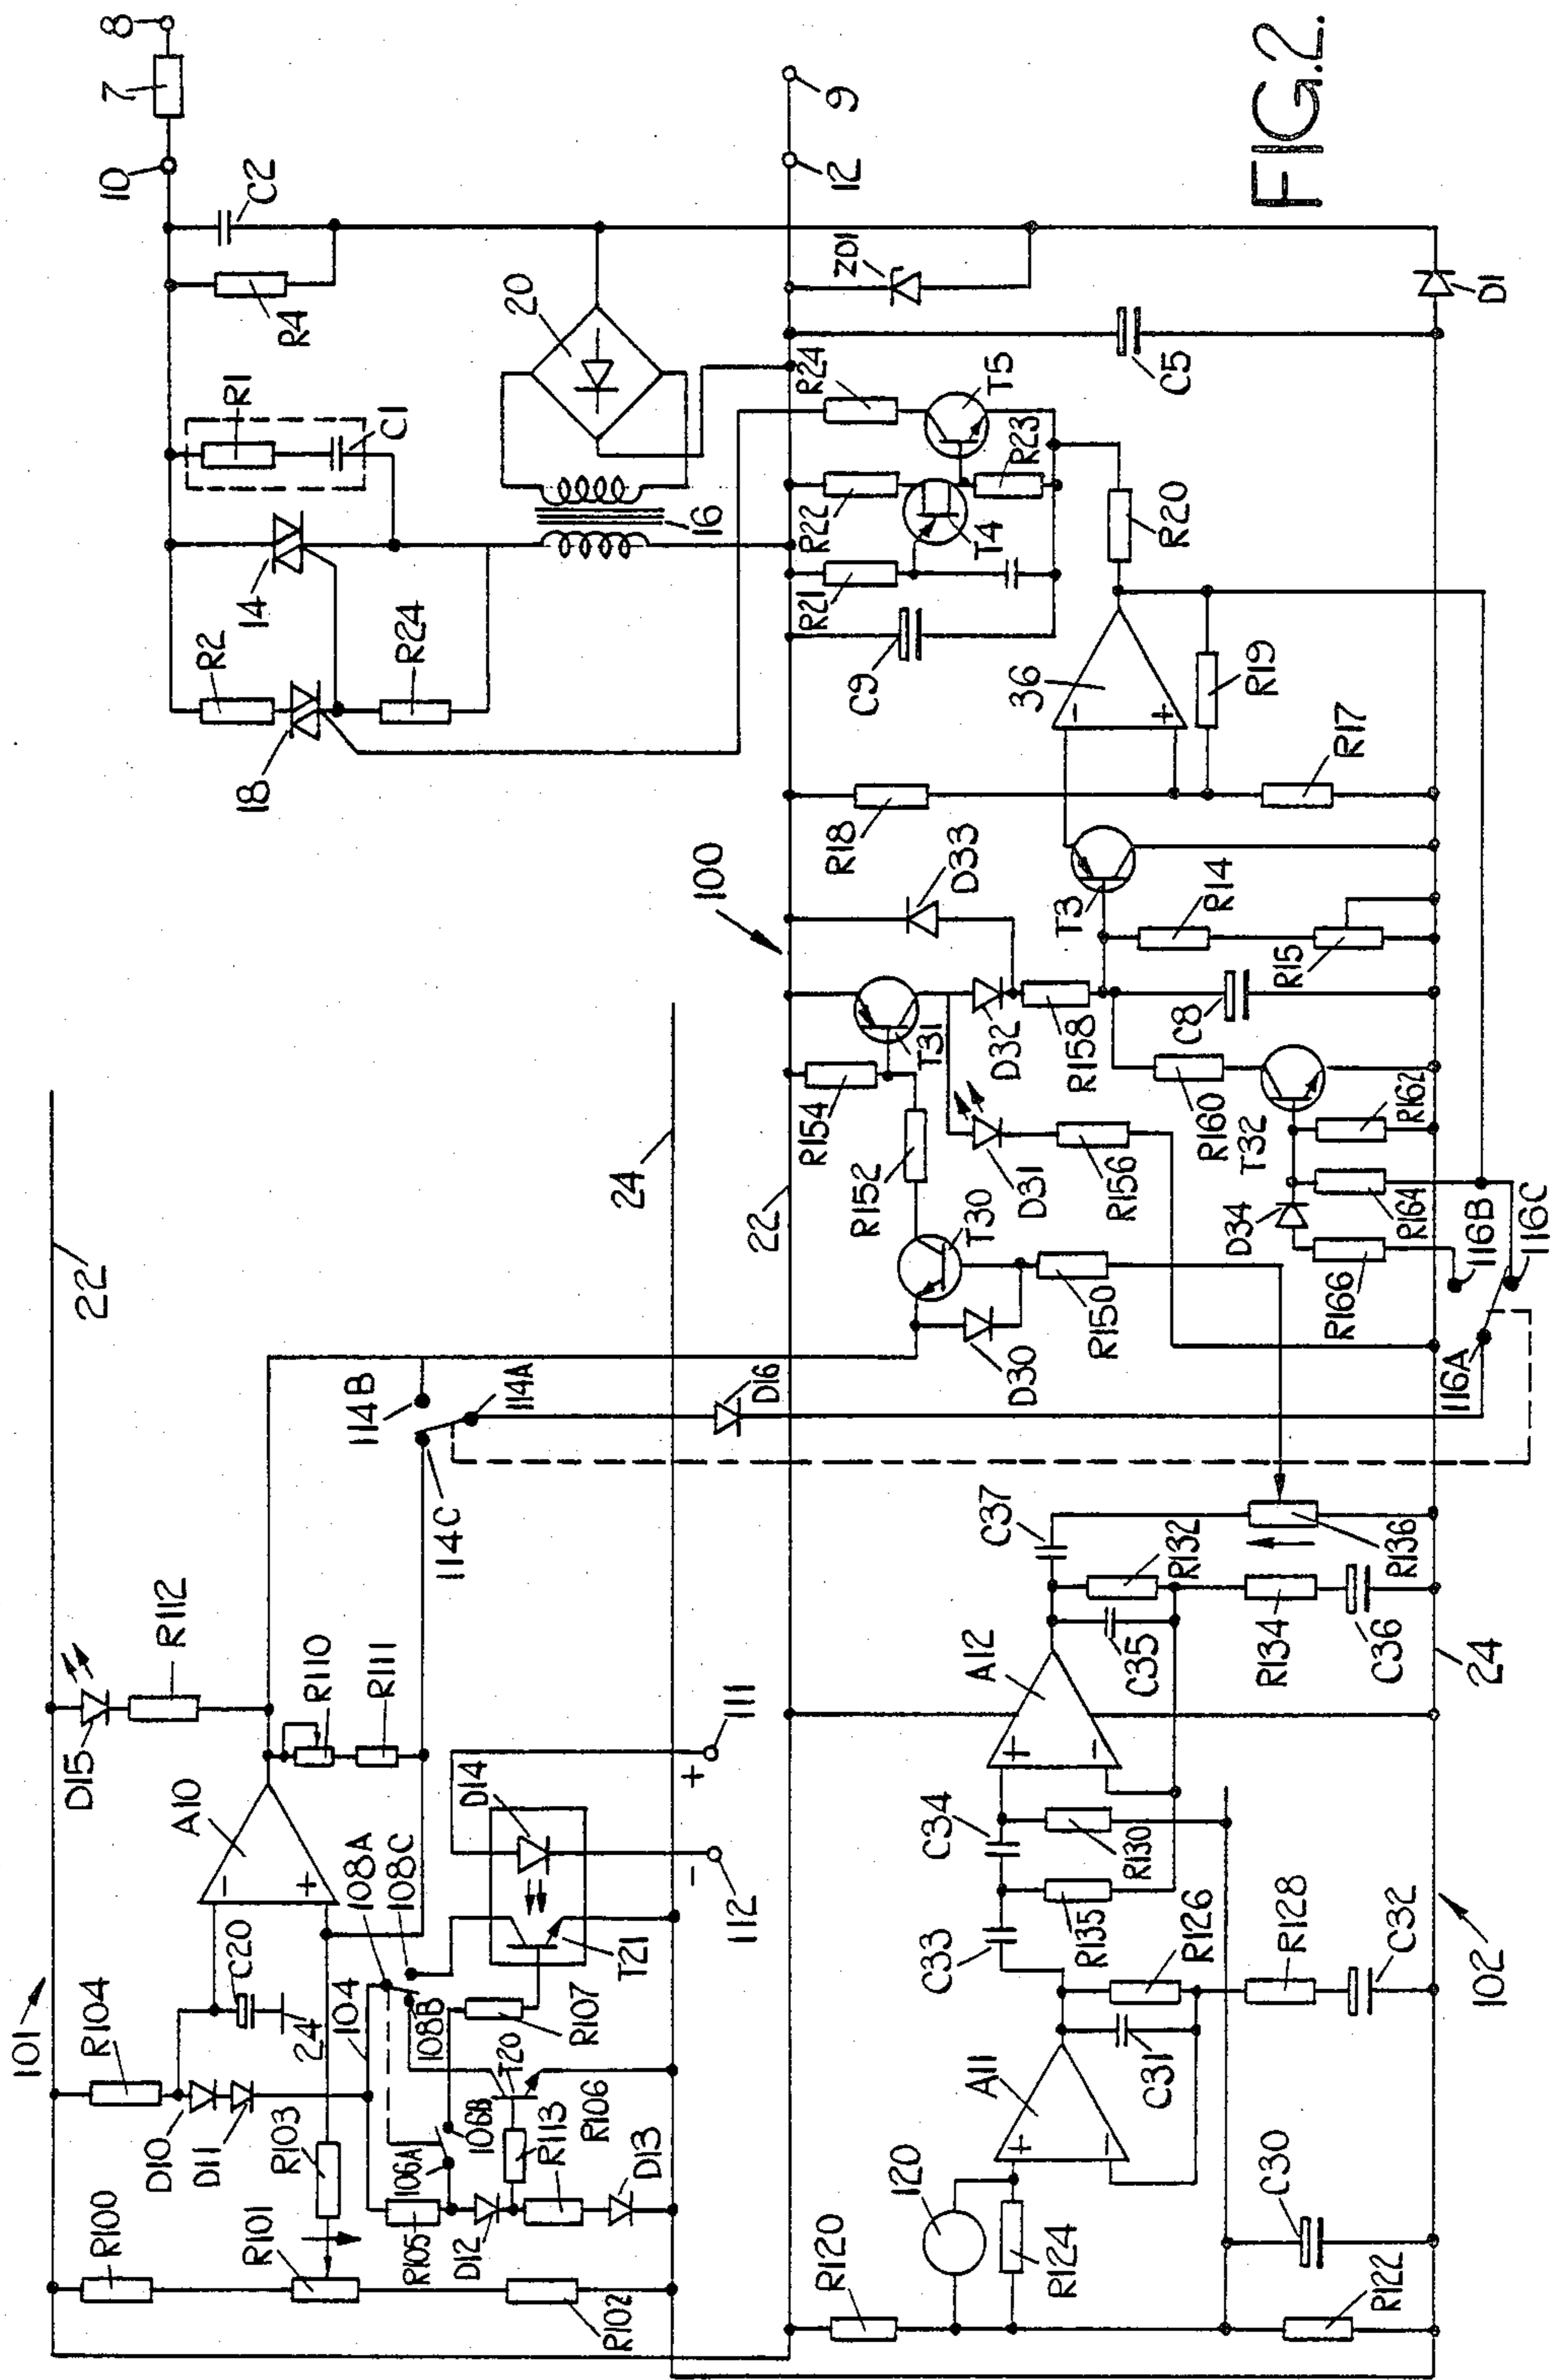 8
7
10
C2
R4
R1
C1
14
R2
18
R24
16
20
9
12
FIG.2.
ZD1
C5
D1
R24
T5
R22
R23
T4
R21
C9
R20
36
-
+
R19
R18
R17
100
D33
T3
R14
R15
T31
D32
R158
C8
R154
R152
D31
R156
R160
T32
R162
22
T30
D30
R150
D34
R164
R166
116B
116C
116A
22
24
114B
114A
114C
D16
D15
R112
A10
-
+
R110
R111
111
+
D14
-
112
108A
108C
108B
T21
101
R104
C20
24
104
D10
D11
R103
R107
T20
106B
106A
R106
R113
D13
R100
R101
R105
D12
R102
C37
R132
R136
A12
+
-
C35
R134
C36
24
C34
R130
C33
R135
R126
R128
C32
102
A11
+
-
C31
120
R120
R124
C30
R122